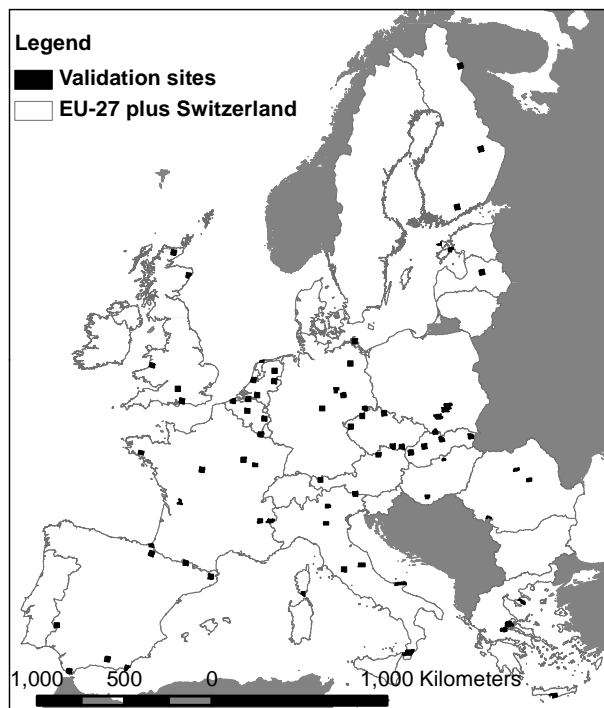 Legend
Validation sites
EU-27 plus Switzerland
1,000 500 0 1,000 Kilometers